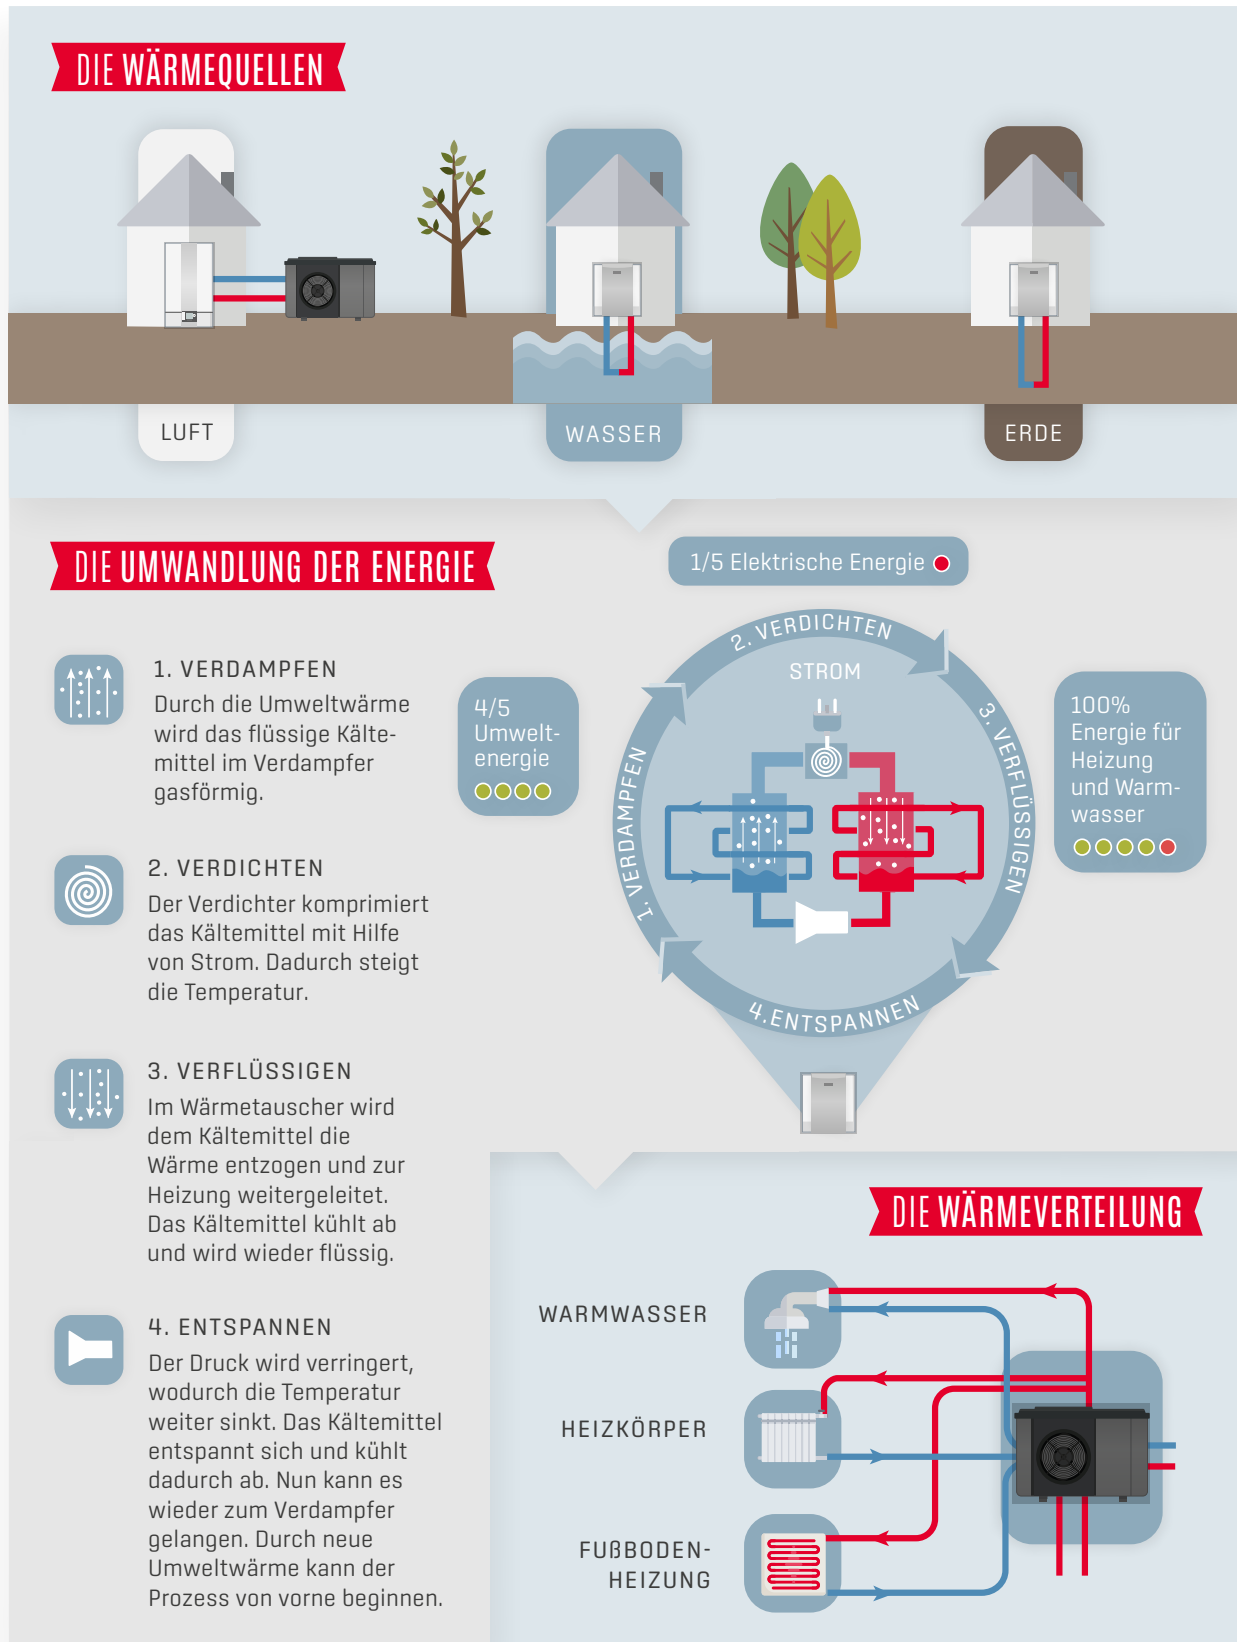 DIE WÄRMEQUELLEN
LUFT
WASSER
ERDE
DIE UMWANDLUNG DER ENERGIE
1. VERDAMPFEN
Durch die Umweltwärme
wird das flüssige Kälte-
mittel im Verdampfer
gasförmig.
2. VERDICHTEN
Der Verdichter komprimiert
das Kältemittel mit Hilfe
von Strom. Dadurch steigt
die Temperatur.
3. VERFLÜSSIGEN
Im Wärmetauscher wird
dem Kältemittel die
Wärme entzogen und zur
Heizung weitergeleitet.
Das Kältemittel kühlt ab
und wird wieder flüssig.
4. ENTSPANNEN
Der Druck wird verringert,
wodurch die Temperatur
weiter sinkt. Das Kältemittel
entspannt sich und kühlt
dadurch ab. Nun kann es
wieder zum Verdampfer
gelangen. Durch neue
Umweltwärme kann der
Prozess von vorne beginnen.
1/5 Elektrische Energie
4/5
Umwelt-
energie
1. VERDAMPFEN
2. VERDICHTEN
STROM
3. VERFLÜSSIGEN
4. ENTSPANNEN
100%
Energie für
Heizung
und Warm-
wasser
DIE WÄRMEVERTEILUNG
WARMWASSER
HEIZKÖRPER
FUßBODEN-
HEIZUNG